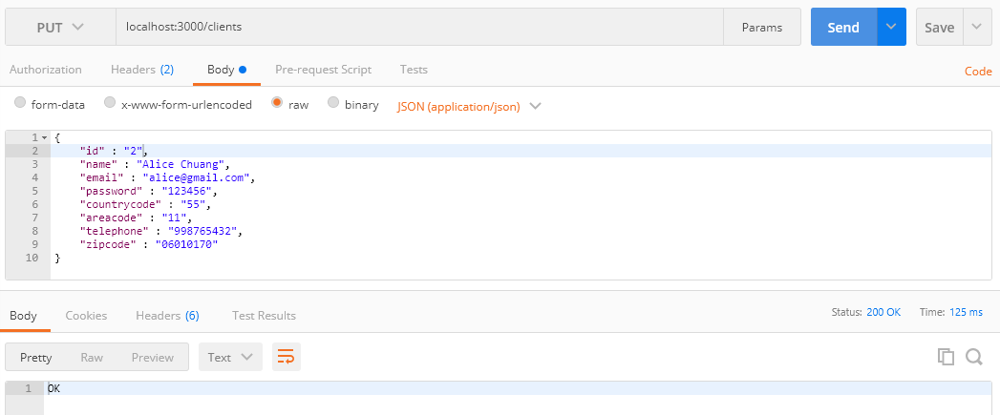 PUT localhost:3000/clients Params Send Save
Authorization Headers (2) Body Pre-request Script Tests Code
form-data x-www-form-urlencoded raw binary JSON (application/json)
1 {
2 "id" : "2",
3 "name" : "Alice Chuang",
4 "email" : "alice@gmail.com",
5 "password" : "123456",
6 "countrycode" : "55",
7 "areacode" : "11",
8 "telephone" : "998765432",
9 "zipcode" : "06010170"
10 }
Body Cookies Headers (6) Test Results Status: 200 OK Time: 125 ms
Pretty Raw Preview Text
1 OK